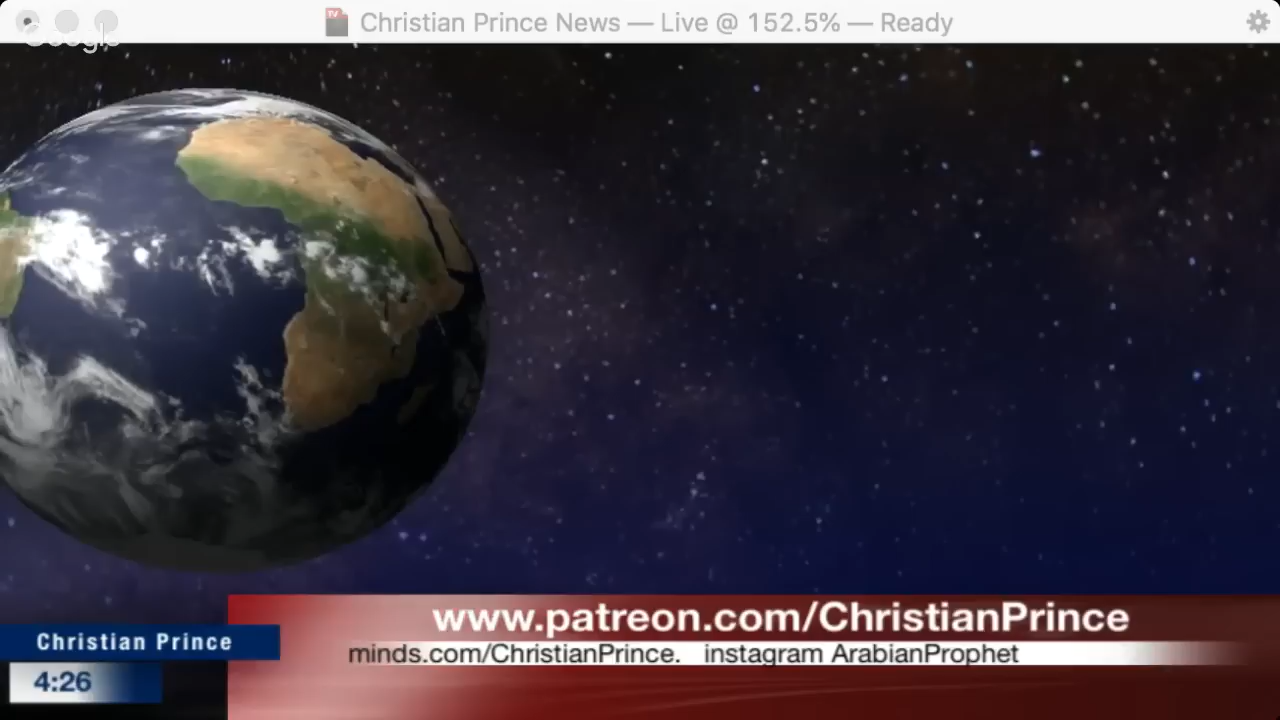 Christian Prince News — Live @ 152.5% — Ready
Google
www.patreon.com/ChristianPrince
Christian Prince
minds.com/ChristianPrince. instagram ArabianProphet
4:26